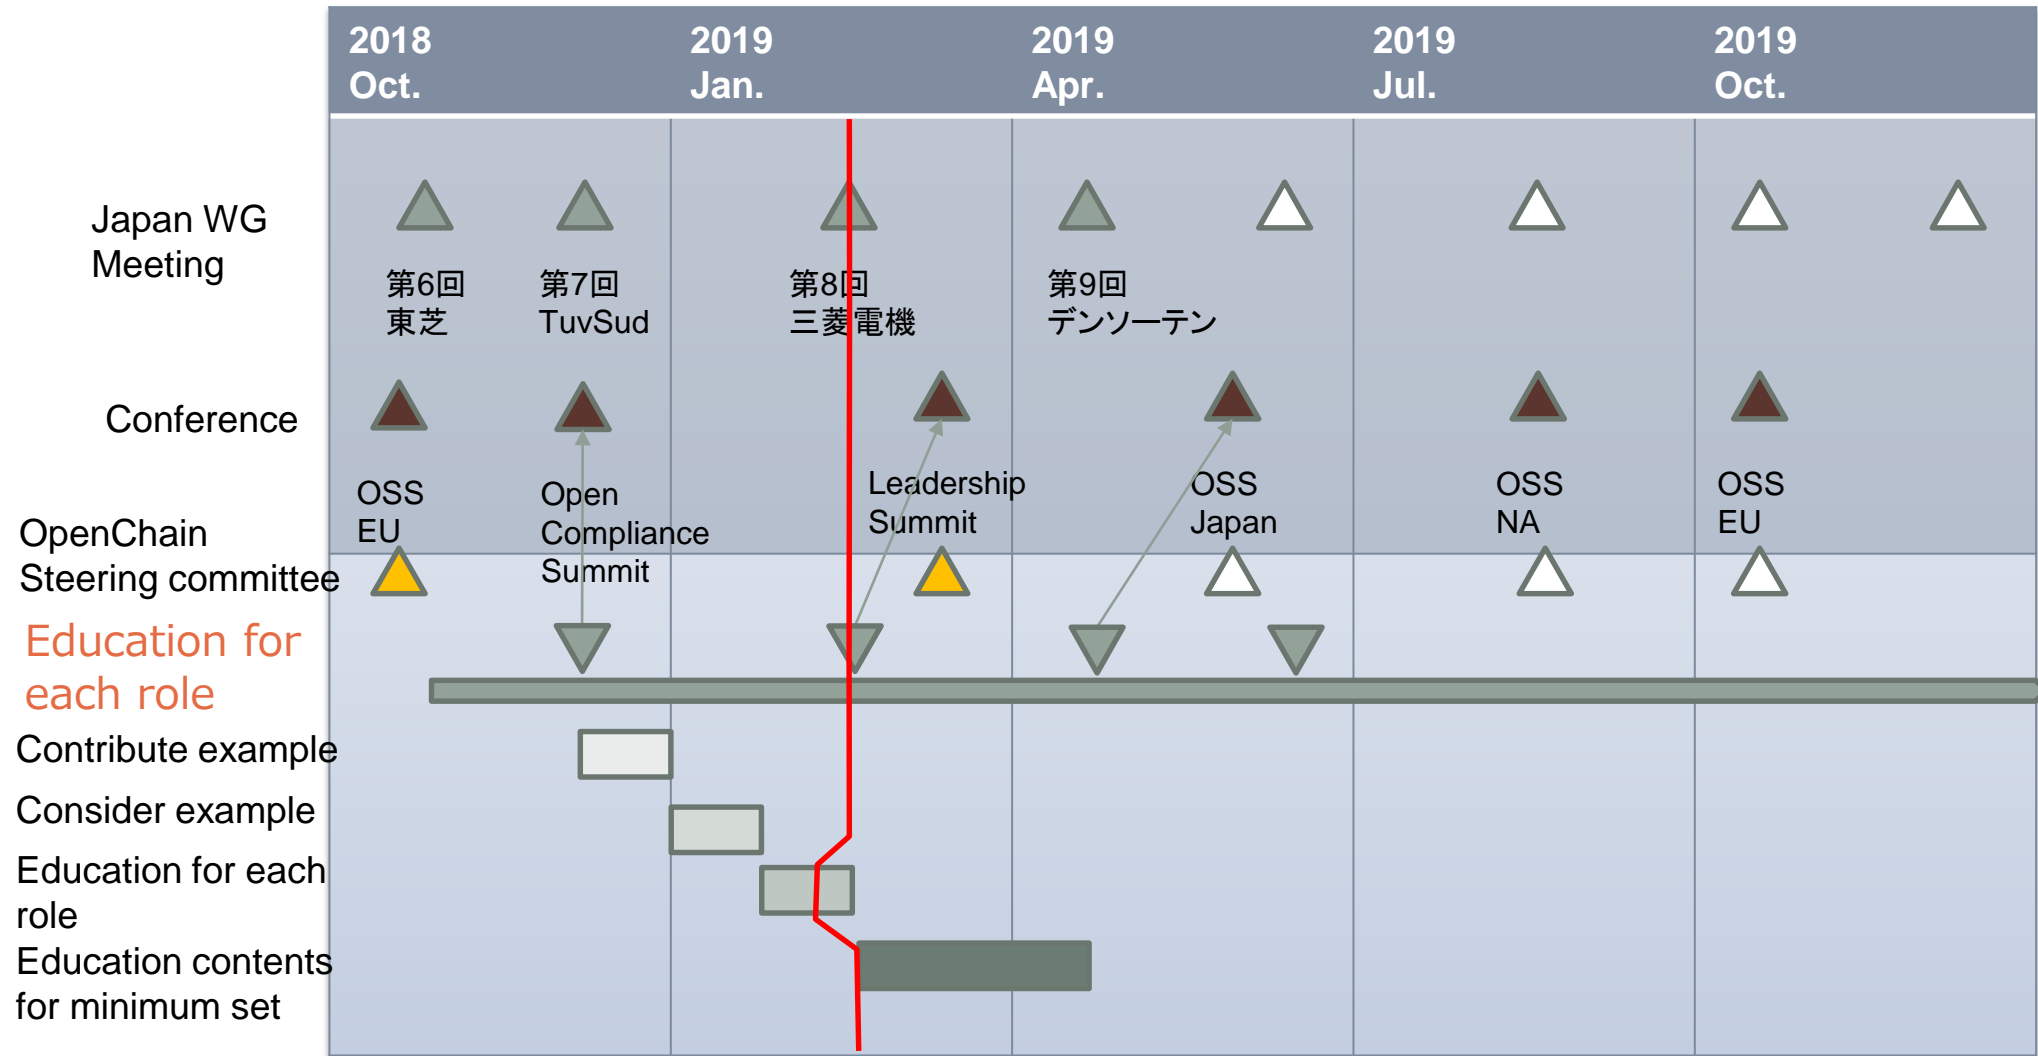 2018
Oct.
2019
Jan.
2019
Apr.
2019
Jul.
2019
Oct.
Japan WG
Meeting
第6回
東芝
第7回
TuvSud
第8回
三菱電機
第9回
デンソーテン
Conference
OSS
EU
Open
Compliance
Summit
Leadership
Summit
OSS
Japan
OSS
NA
OSS
EU
OpenChain
Steering committee
Education for
each role
Contribute example
Consider example
Education for each
role
Education contents
for minimum set